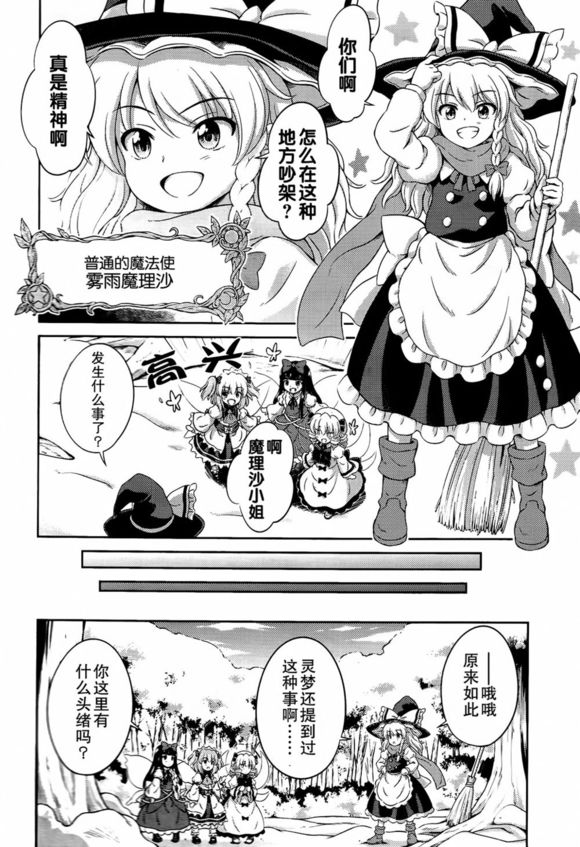 你们啊
怎么在这种
地方吵架？
真是精神
啊
普通的魔法使
雾雨魔理沙
高兴
发生什么事了？
啊
魔理沙小姐
——哦哦
原来如此
灵梦还提到过
这种事啊……
你这里有
什么头绪吗？